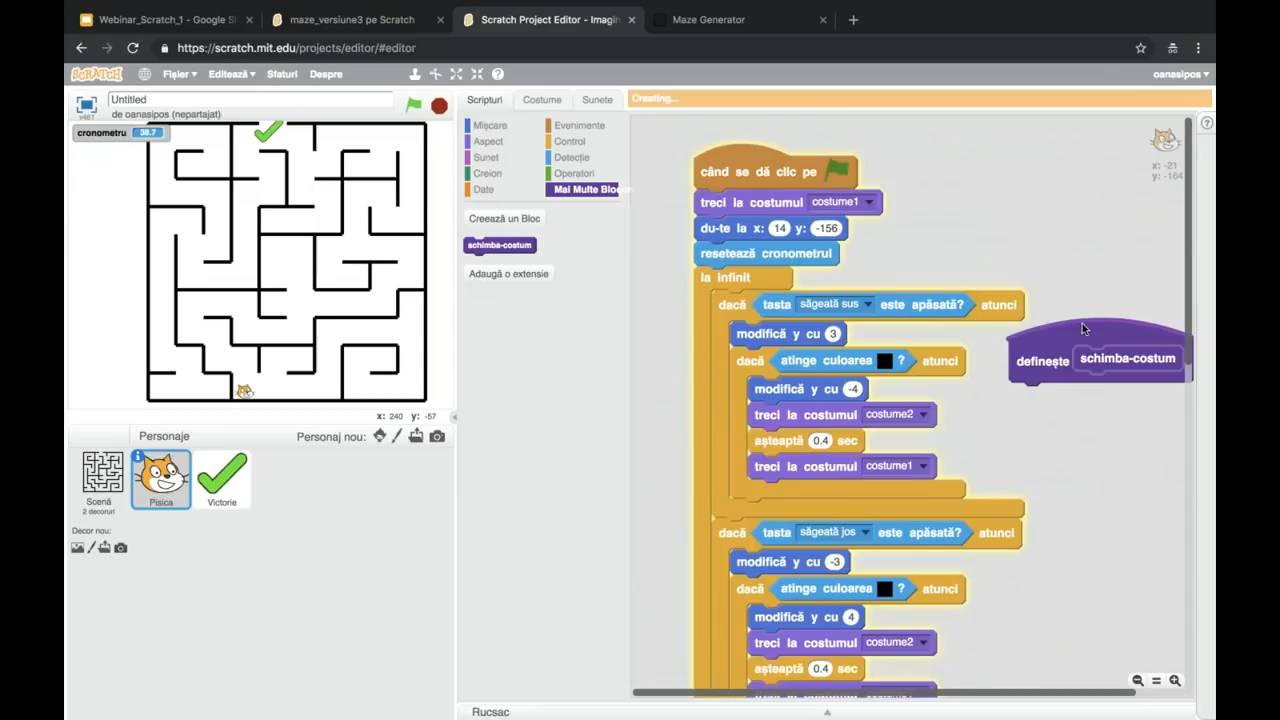 Webinar_Scratch_1 - Google Sl
maze_versiune3 pe Scratch
Scratch Project Editor - Imagin
Maze Generator
https://scratch.mit.edu/projects/editor/#editor
SCRATCH
Fișier
Editează
Sfaturi
Despre
oanasipos
v461
Untitled
de oanasipos (nepartajat)
cronometru 38.7
x: 240 y: -57
Personaje
Personaj nou:
Scenă
2 decoruri
Pisica
Victorie
Decor nou:
Scripturi
Costume
Sunete
Creating...
Mișcare
Evenimente
Aspect
Control
Sunet
Detecție
Creion
Operatori
Date
Mai Multe Blocu
Creează un Bloc
schimba-costum
Adaugă o extensie
x: -21
y: -164
când se dă clic pe
treci la costumul costume1
du-te la x: 14 y: -156
resetează cronometrul
la infinit
dacă tasta săgeată sus este apăsată? atunci
modifică y cu 3
dacă atinge culoarea ? atunci
modifică y cu -4
treci la costumul costume2
așteaptă 0.4 sec
treci la costumul costume1
dacă tasta săgeată jos este apăsată? atunci
modifică y cu -3
dacă atinge culoarea ? atunci
modifică y cu 4
treci la costumul costume2
așteaptă 0.4 sec
definește schimba-costum
Rucsac